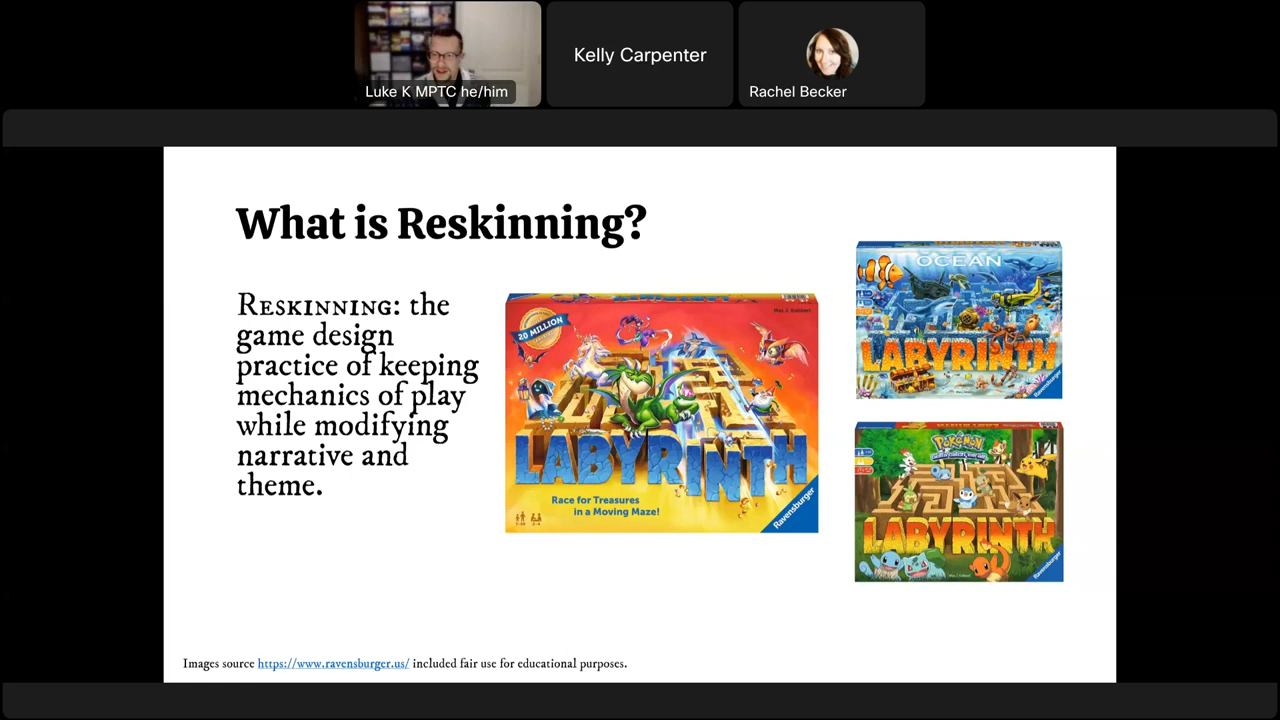 Luke K MPTC he/him
Kelly Carpenter
Rachel Becker
What is Reskinning?
Reskinning: the
game design
practice of keeping
mechanics of play
while modifying
narrative and
theme.
20 MILLION
LABYRINTH
Race for Treasures
in a Moving Maze!
Ravensburger
OCEAN
LABYRINTH
Ravensburger
POKÉMON
LABYRINTH
Ravensburger
Images source https://www.ravensburger.us/ included fair use for educational purposes.